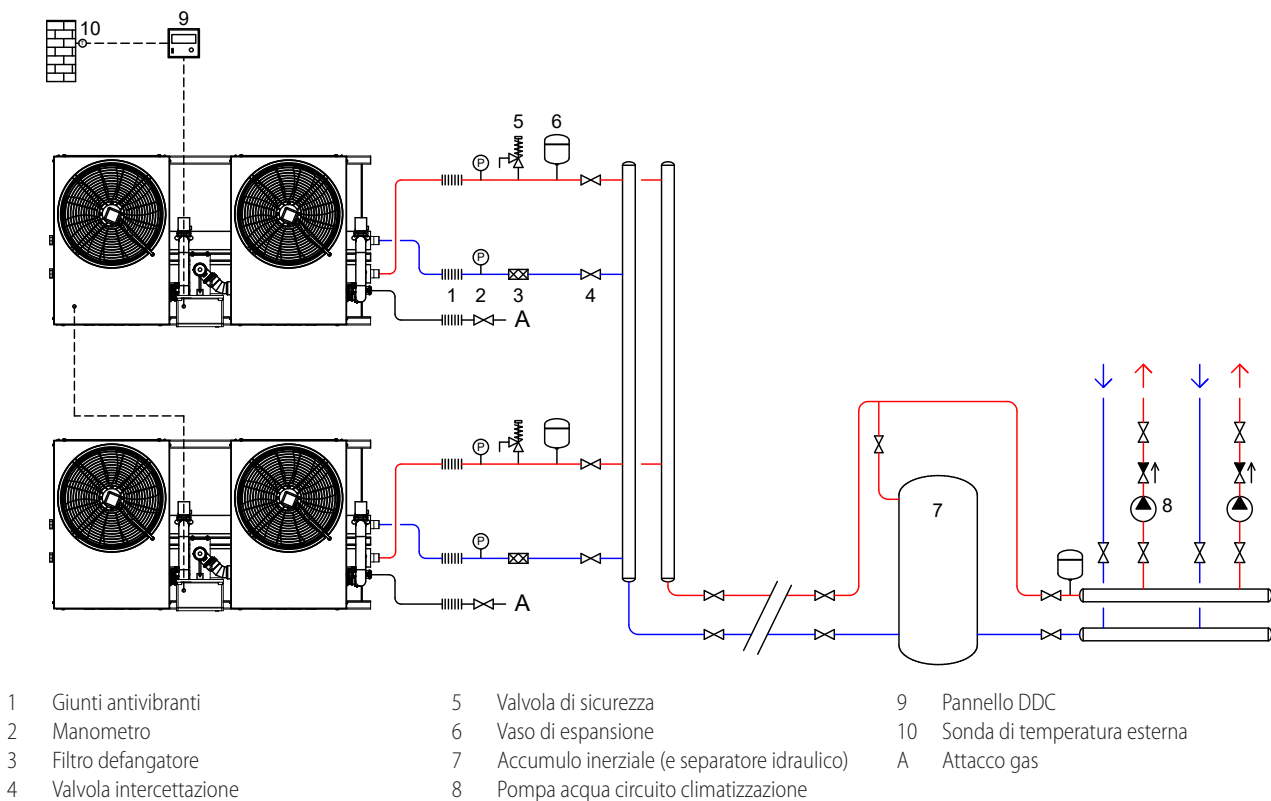 10
9
5
6
P
P
1
2
3
4
A
P
7
8
P
A
1 Giunti antivibranti
2 Manometro
3 Filtro defangatore
4 Valvola intercettazione
5 Valvola di sicurezza
6 Vaso di espansione
7 Accumulo inerziale (e separatore idraulico)
8 Pompa acqua circuito climatizzazione
9 Pannello DDC
10 Sonda di temperatura esterna
A Attacco gas